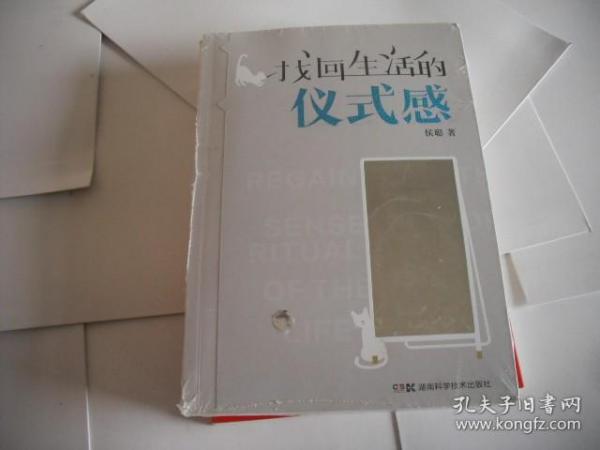 找回生活的
仪式感
侯聪 著
REGAIN
SENSE
RITUAL
OF THE
LIFE
湖南科学技术出版社
孔夫子旧书网
www.kongfz.com